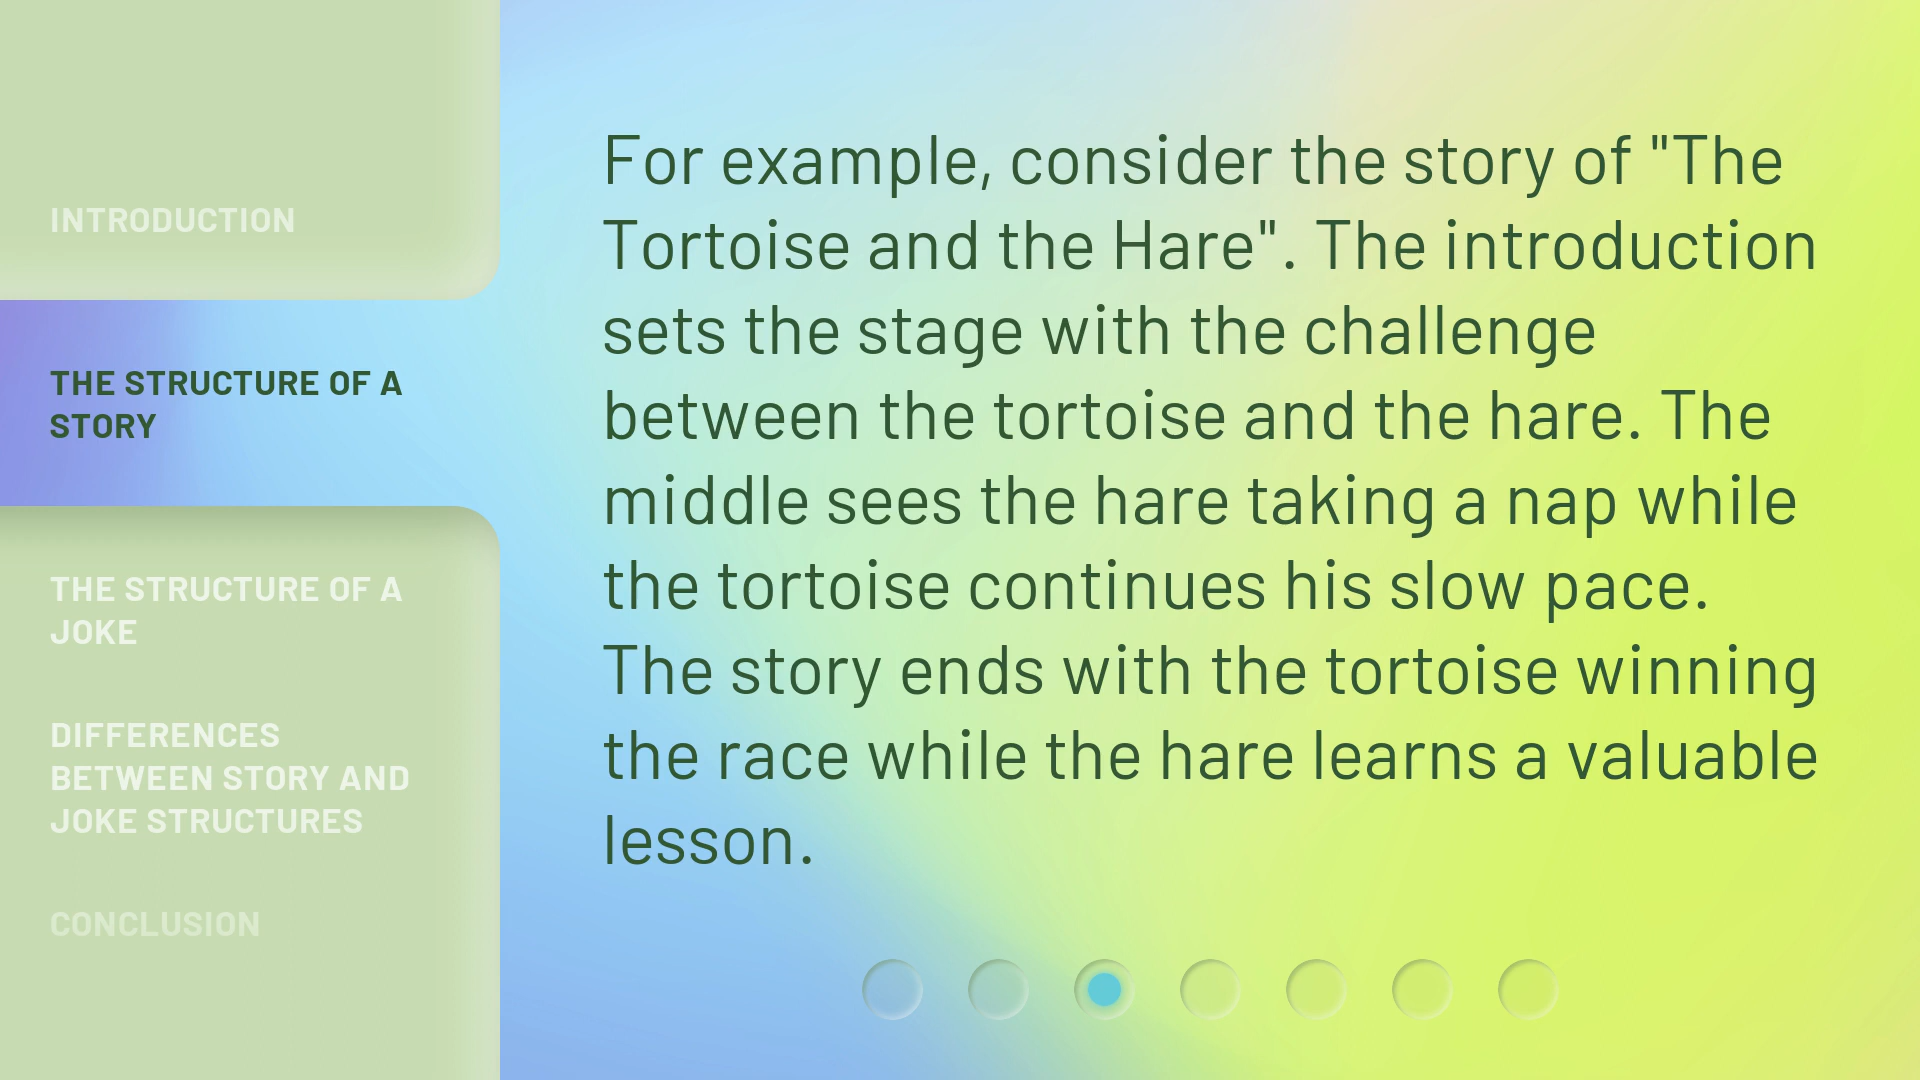 INTRODUCTION
THE STRUCTURE OF A
STORY
THE STRUCTURE OF A
JOKE
DIFFERENCES
BETWEEN STORY AND
JOKE STRUCTURES
CONCLUSION
For example, consider the story of "The
Tortoise and the Hare". The introduction
sets the stage with the challenge
between the tortoise and the hare. The
middle sees the hare taking a nap while
the tortoise continues his slow pace.
The story ends with the tortoise winning
the race while the hare learns a valuable
lesson.